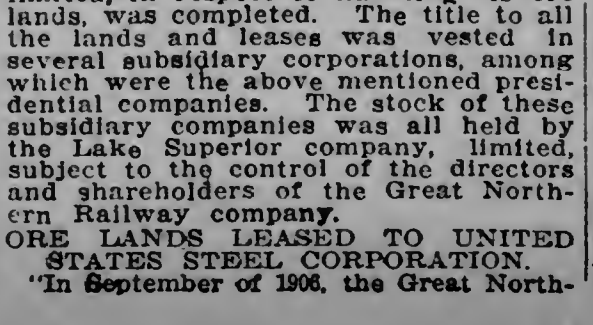 lands, was completed. The title to all
the lands and leases was vested in
several subsidiary corporations, among
which were the above mentioned presi-
dential companies. The stock of these
subsidiary companies was all held by
the Lake Superior company, limited,
subject to the control of the directors
and shareholders of the Great North-
ern Railway company.
ORE LANDS LEASED TO UNITED
STATES STEEL CORPORATION.
"In September of 1906, the Great North-